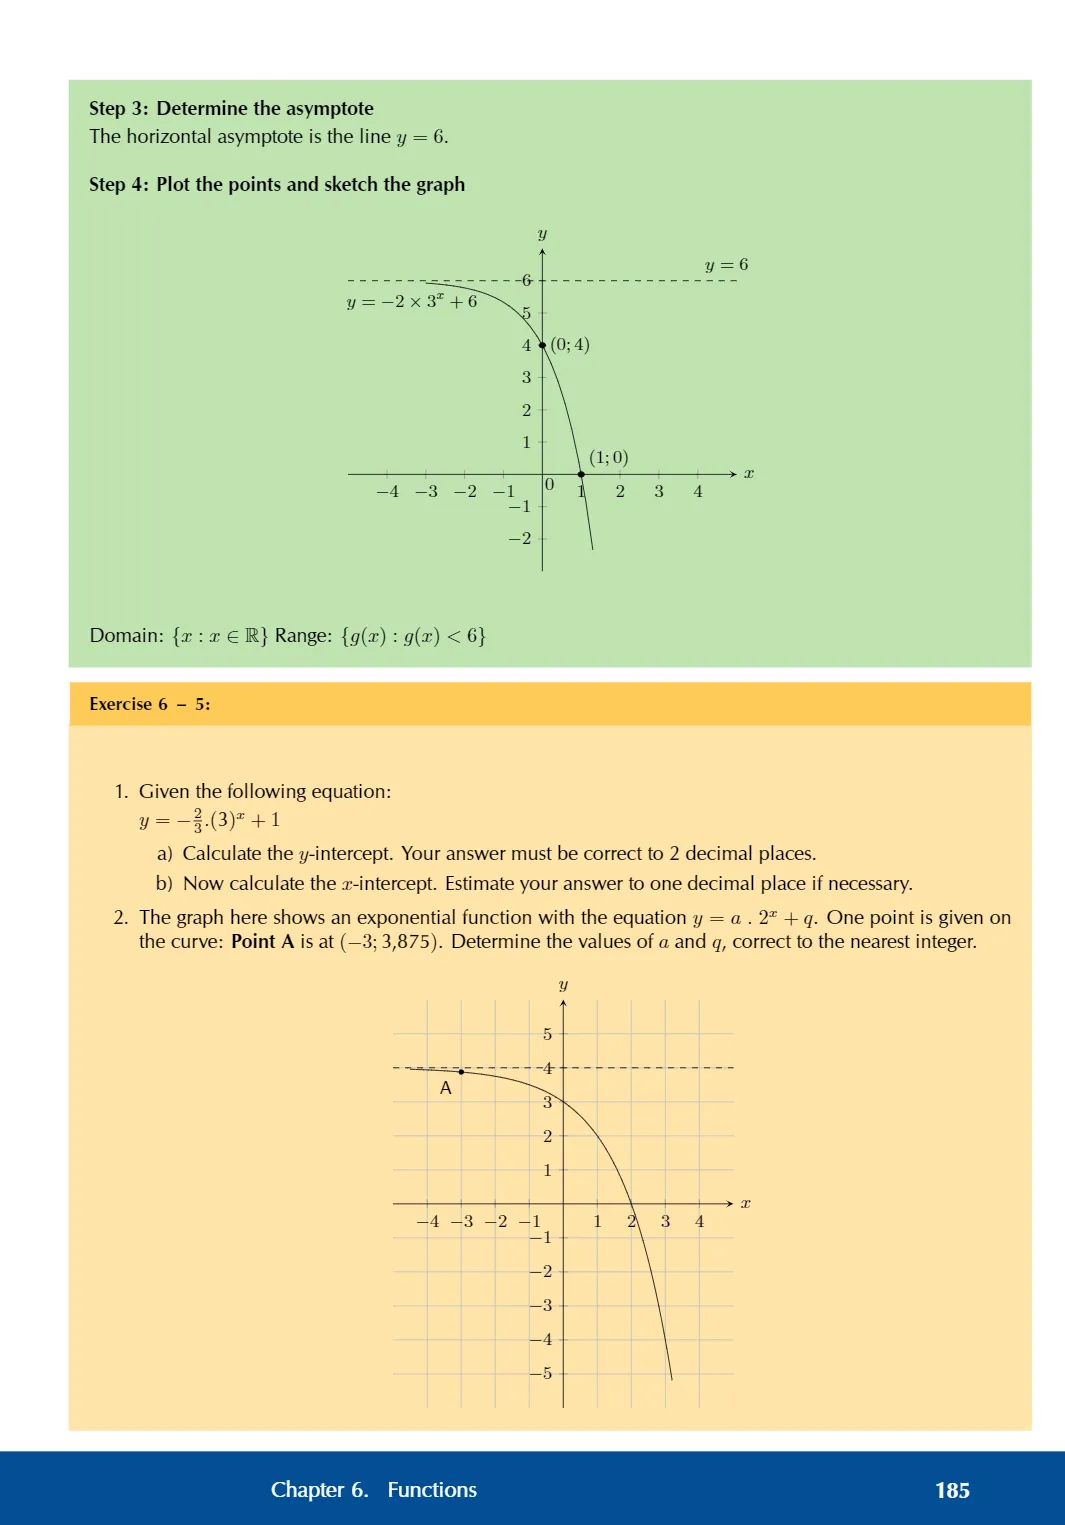 Step 3: Determine the asymptote
The horizontal asymptote is the line y = 6.
Step 4: Plot the points and sketch the graph
y
y = 6
6
y = −2 × 3ˣ + 6
5
4
(0; 4)
3
2
1
(1; 0)
x
−4 −3 −2 −1 0 1 2 3 4
−1
−2
Domain: {x : x ∈ ℝ} Range: {g(x) : g(x) < 6}
Exercise 6 – 5:
1. Given the following equation:
y = −2/3.(3)ˣ + 1
a) Calculate the y-intercept. Your answer must be correct to 2 decimal places.
b) Now calculate the x-intercept. Estimate your answer to one decimal place if necessary.
2. The graph here shows an exponential function with the equation y = a . 2ˣ + q. One point is given on
the curve: Point A is at (−3; 3,875). Determine the values of a and q, correct to the nearest integer.
y
5
4
A
3
2
1
x
−4 −3 −2 −1 1 2 3 4
−1
−2
−3
−4
−5
Chapter 6. Functions 185